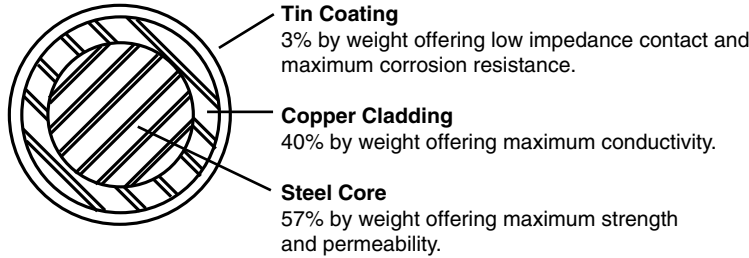 Tin Coating
3% by weight offering low impedance contact and
maximum corrosion resistance.
Copper Cladding
40% by weight offering maximum conductivity.
Steel Core
57% by weight offering maximum strength
and permeability.